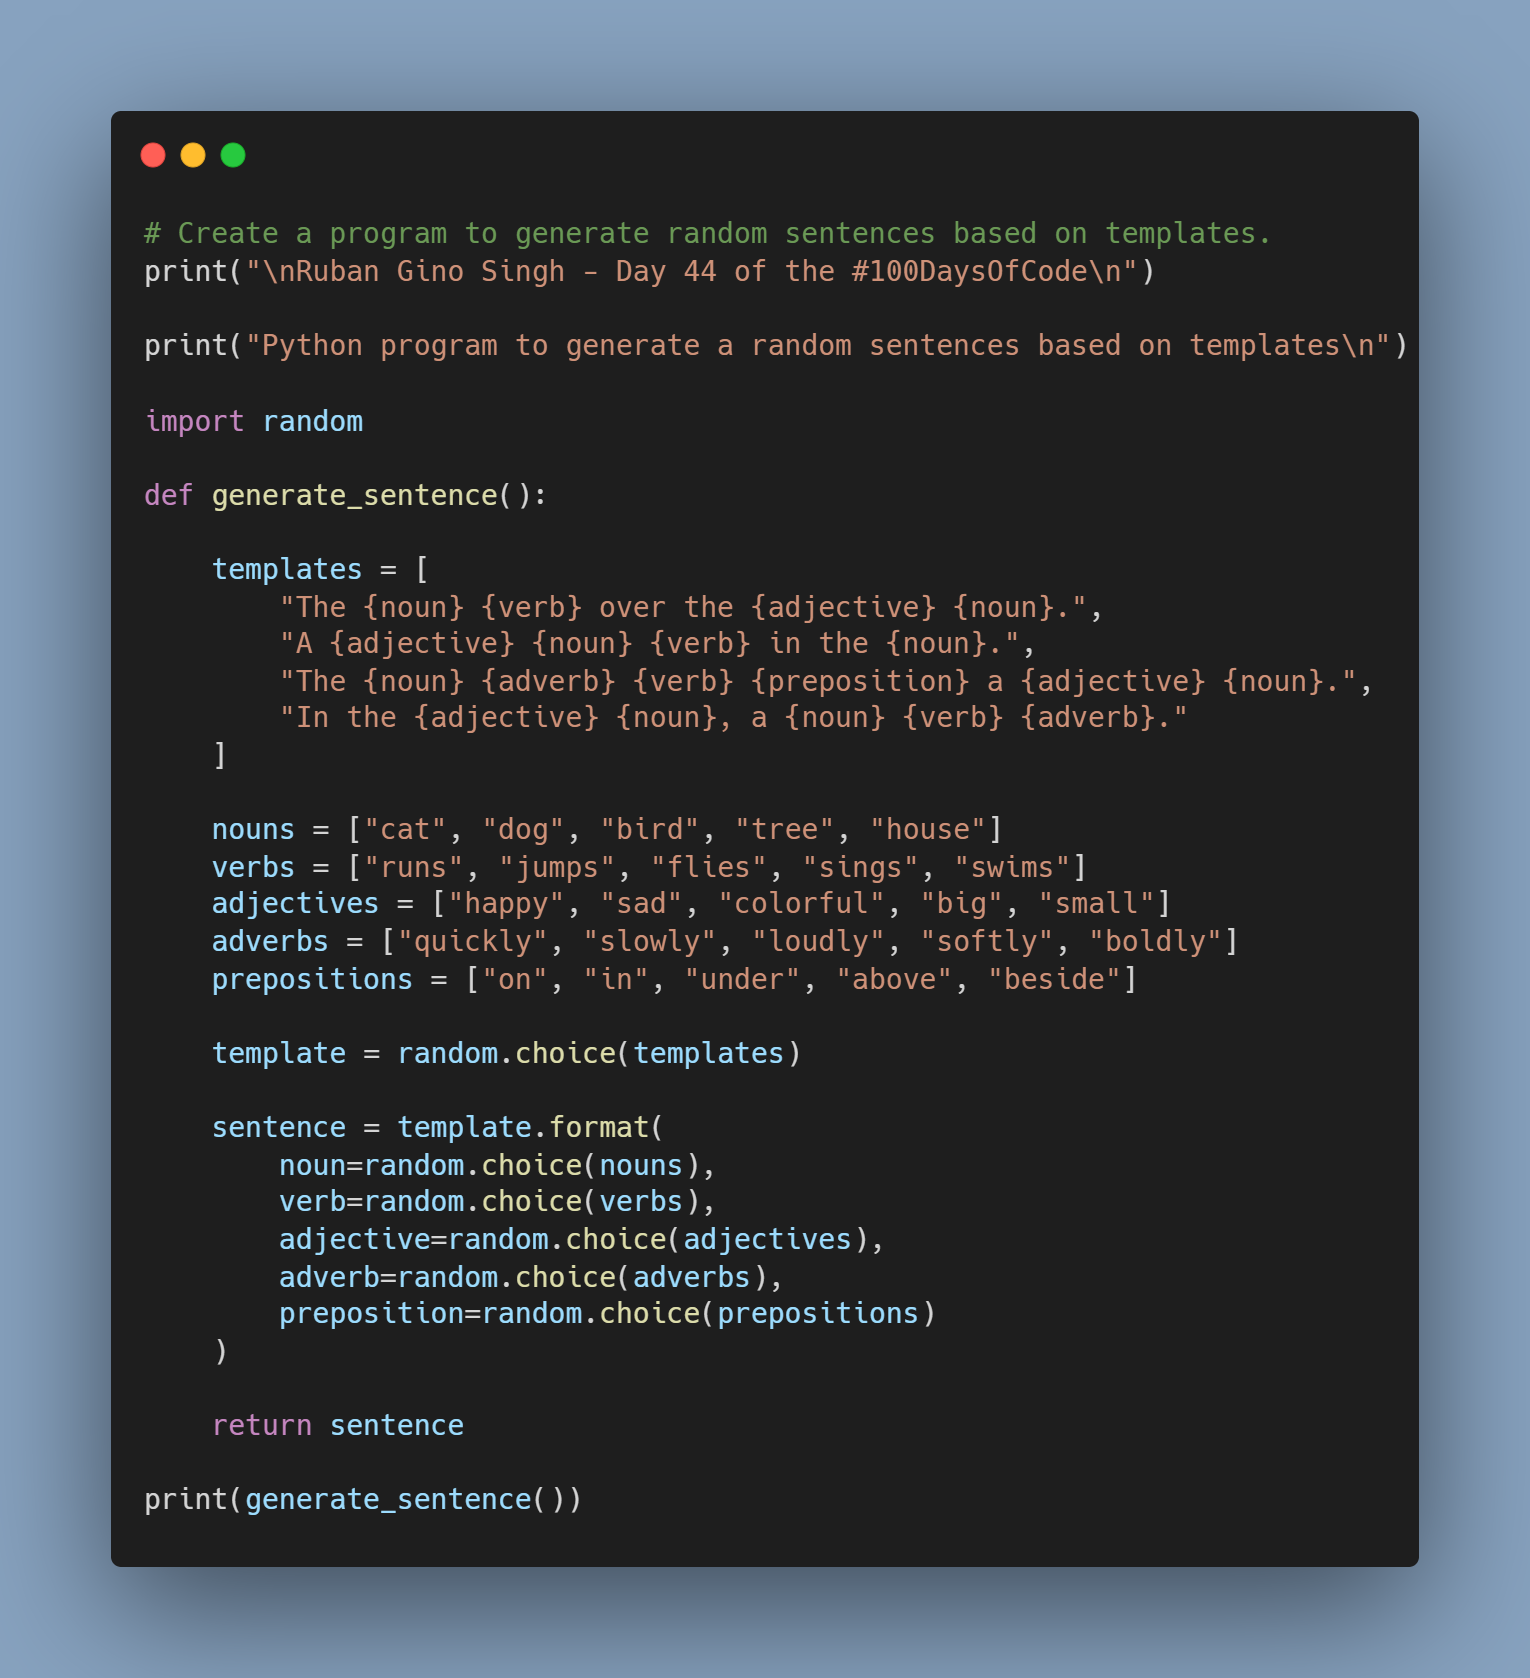 # Create a program to generate random sentences based on templates.
print("\nRuban Gino Singh - Day 44 of the #100DaysOfCode\n")

print("Python program to generate a random sentences based on templates\n")

import random

def generate_sentence():

    templates = [
        "The {noun} {verb} over the {adjective} {noun}.",
        "A {adjective} {noun} {verb} in the {noun}.",
        "The {noun} {adverb} {verb} {preposition} a {adjective} {noun}.",
        "In the {adjective} {noun}, a {noun} {verb} {adverb}."
    ]

    nouns = ["cat", "dog", "bird", "tree", "house"]
    verbs = ["runs", "jumps", "flies", "sings", "swims"]
    adjectives = ["happy", "sad", "colorful", "big", "small"]
    adverbs = ["quickly", "slowly", "loudly", "softly", "boldly"]
    prepositions = ["on", "in", "under", "above", "beside"]

    template = random.choice(templates)

    sentence = template.format(
        noun=random.choice(nouns),
        verb=random.choice(verbs),
        adjective=random.choice(adjectives),
        adverb=random.choice(adverbs),
        preposition=random.choice(prepositions)
    )

    return sentence

print(generate_sentence())